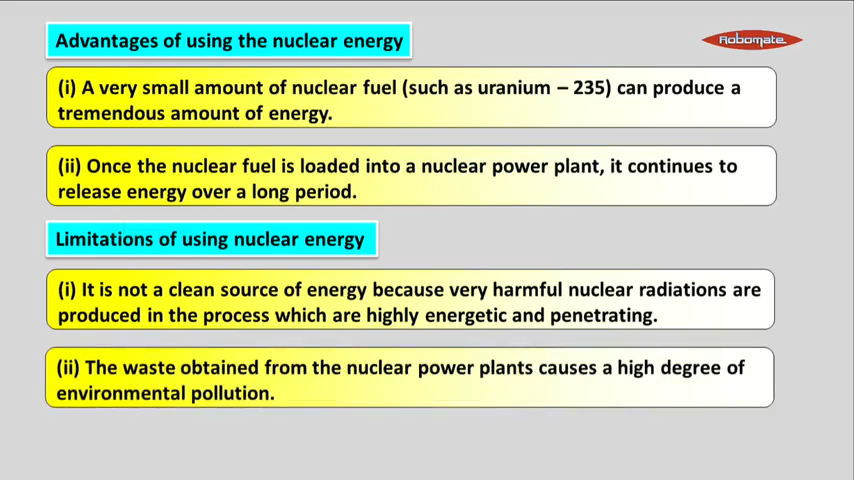 Advantages of using the nuclear energy
Robomate
(i) A very small amount of nuclear fuel (such as uranium – 235) can produce a
tremendous amount of energy.
(ii) Once the nuclear fuel is loaded into a nuclear power plant, it continues to
release energy over a long period.
Limitations of using nuclear energy
(i) It is not a clean source of energy because very harmful nuclear radiations are
produced in the process which are highly energetic and penetrating.
(ii) The waste obtained from the nuclear power plants causes a high degree of
environmental pollution.